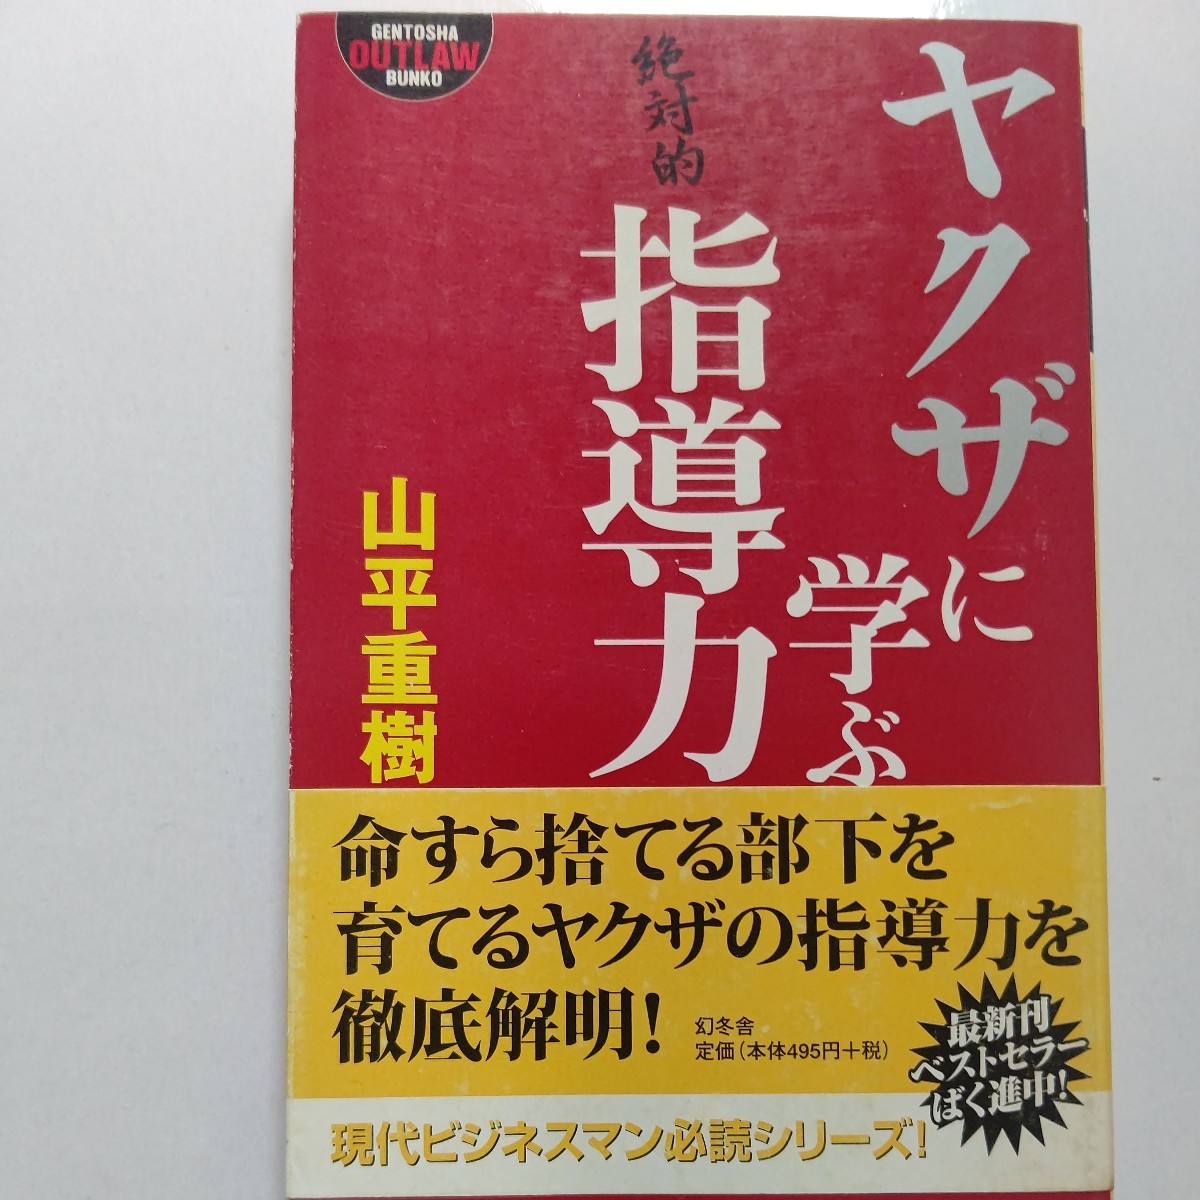 GENTOSHA
OUTLAW
BUNKO
ヤクザに
学ぶ
絶対的
指導力
山平重樹
命すら捨てる部下を
育てるヤクザの指導力を
徹底解明!
幻冬舎
定価(本体495円+税)
最新刊
ベストセラー
ばく進中!
現代ビジネスマン必読シリーズ!